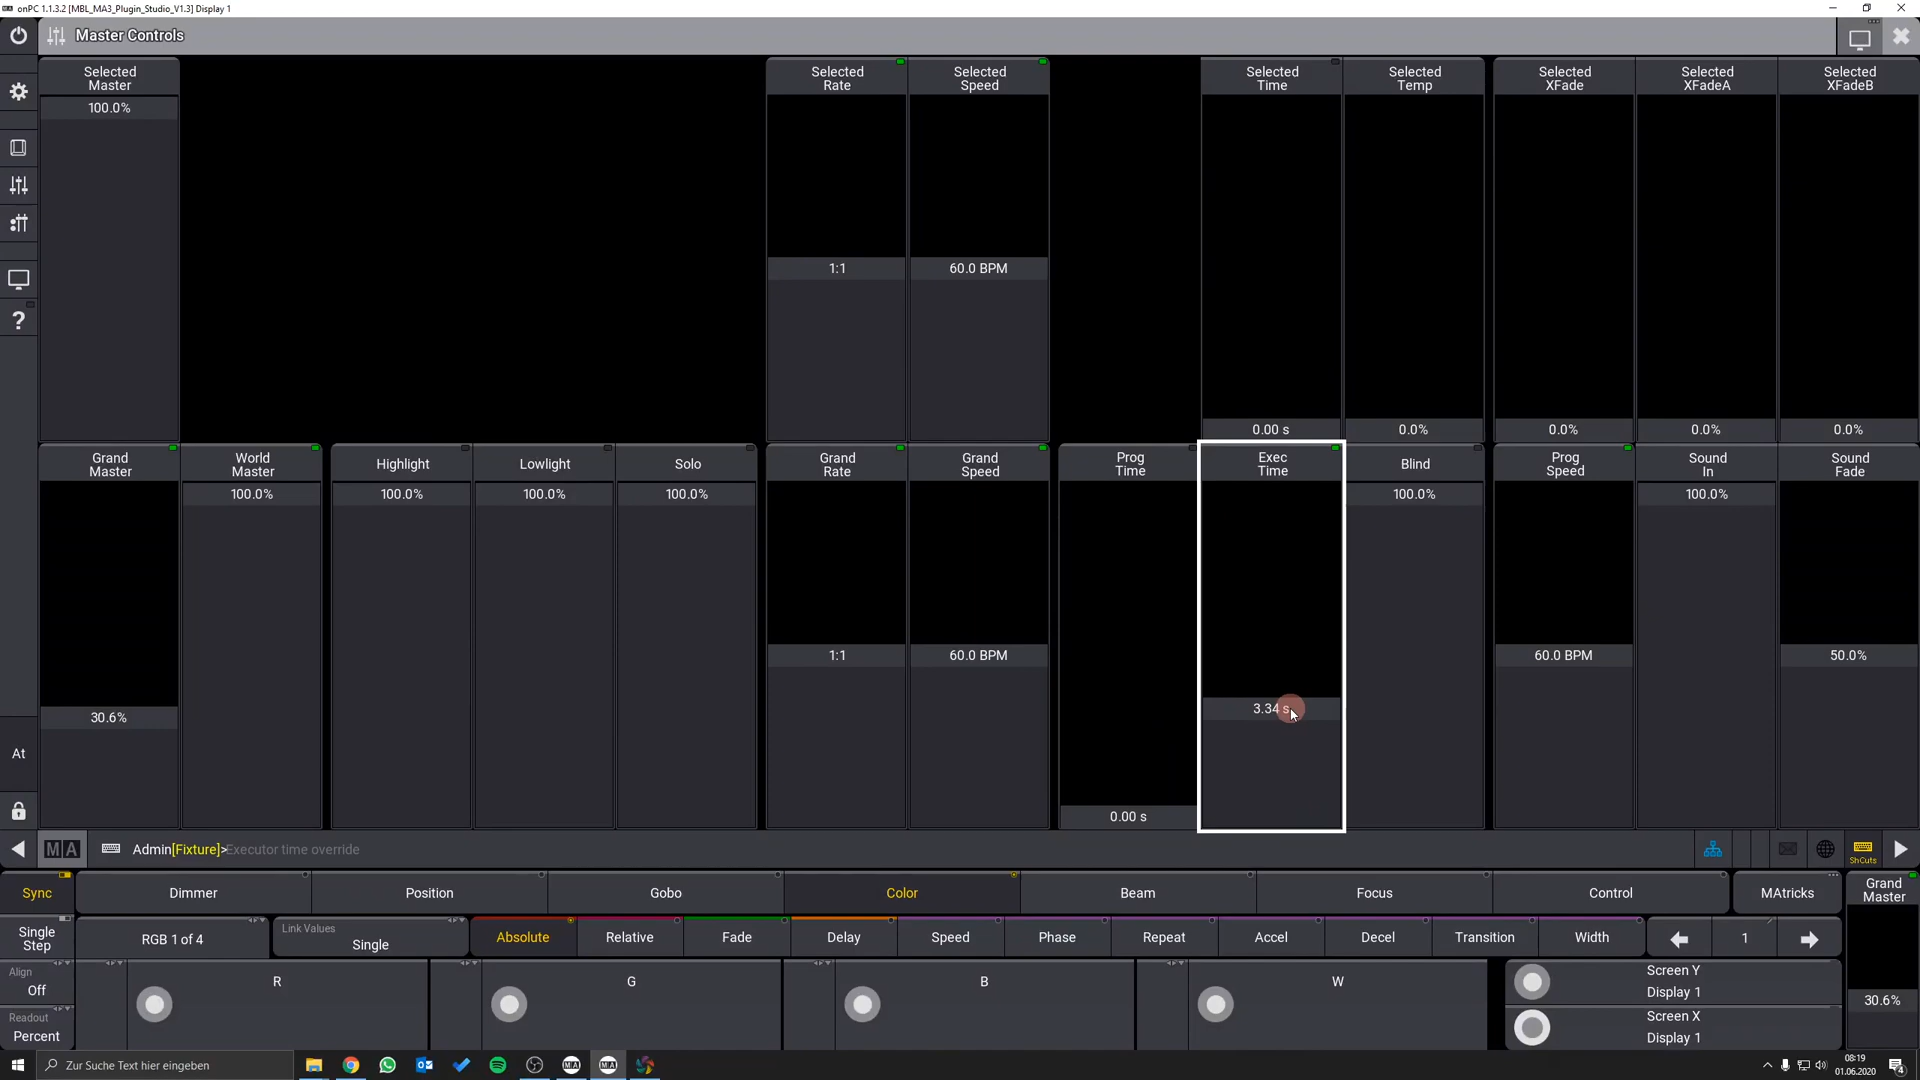 onPC 1.1.3.2 [MBL_MA3_Plugin_Studio_V1.3] Display 1
Master Controls
Selected
Master
100.0%
Selected
Rate
1:1
Selected
Speed
60.0 BPM
Selected
Time
0.00 s
Selected
Temp
0.0%
Selected
XFade
0.0%
Selected
XFadeA
0.0%
Selected
XFadeB
0.0%
Grand
Master
30.6%
World
Master
100.0%
Highlight
100.0%
Lowlight
100.0%
Solo
100.0%
Grand
Rate
1:1
Grand
Speed
60.0 BPM
Prog
Time
0.00 s
Exec
Time
3.34 s
Blind
100.0%
Prog
Speed
60.0 BPM
Sound
In
100.0%
Sound
Fade
50.0%
?
At
MA
Admin[Fixture]>Executor time override
ShCuts
Sync
Dimmer
Position
Gobo
Color
Beam
Focus
Control
MAtricks
Grand
Master
30.6%
Single
Step
RGB 1 of 4
Link Values
Single
Absolute
Relative
Fade
Delay
Speed
Phase
Repeat
Accel
Decel
Transition
Width
1
Align
Off
Readout
Percent
R
G
B
W
Screen Y
Display 1
Screen X
Display 1
Zur Suche Text hier eingeben
MA
MA
08:19
01.06.2020
4